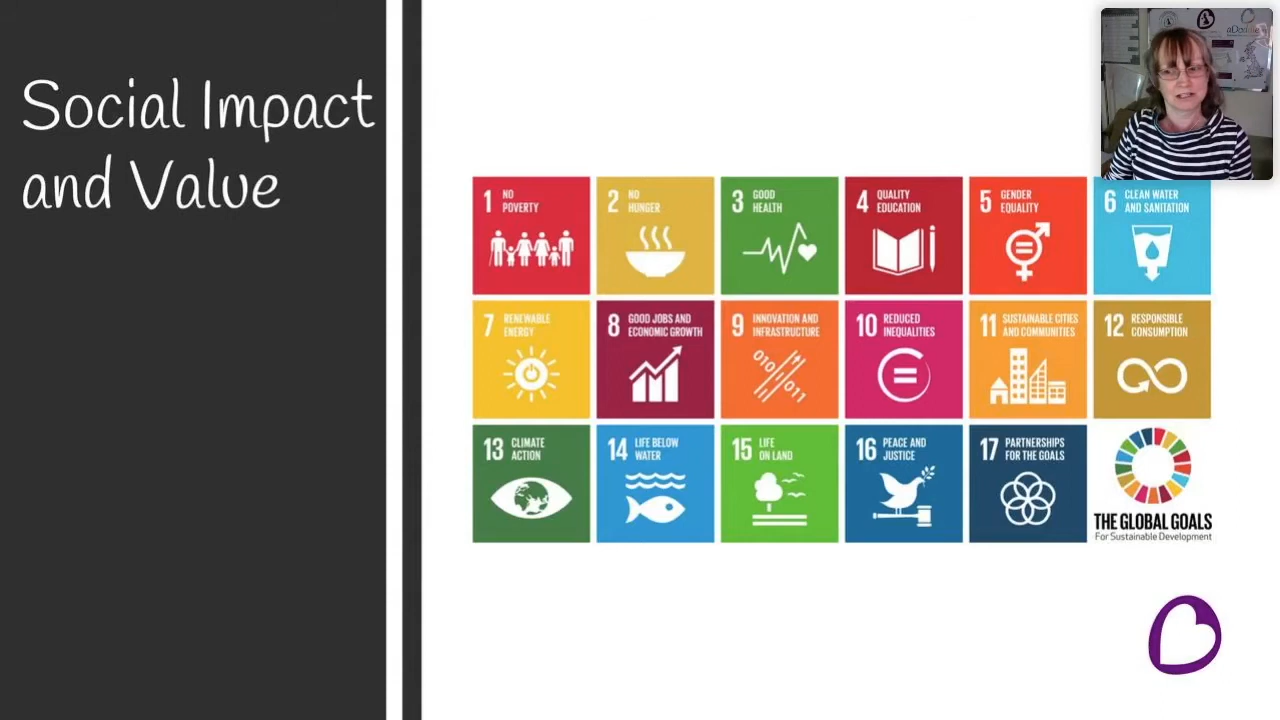 Social Impact
and Value
1 NO
POVERTY
2 NO
HUNGER
3 GOOD
HEALTH
4 QUALITY
EDUCATION
5 GENDER
EQUALITY
6 CLEAN WATER
AND SANITATION
7 RENEWABLE
ENERGY
8 GOOD JOBS AND
ECONOMIC GROWTH
9 INNOVATION AND
INFRASTRUCTURE
010
011
10 REDUCED
INEQUALITIES
11 SUSTAINABLE CITIES
AND COMMUNITIES
12 RESPONSIBLE
CONSUMPTION
13 CLIMATE
ACTION
14 LIFE BELOW
WATER
15 LIFE
ON LAND
16 PEACE AND
JUSTICE
17 PARTNERSHIPS
FOR THE GOALS
THE GLOBAL GOALS
For Sustainable Development